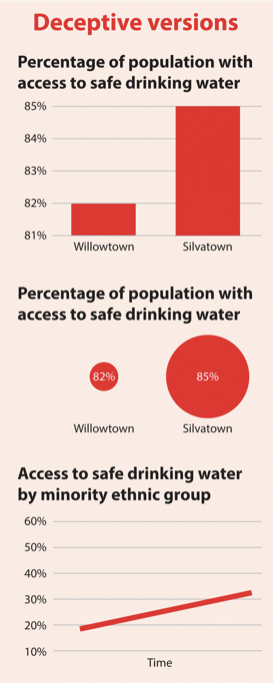 Deceptive versions
Percentage of population with
access to safe drinking water
85%
84%
83%
82%
81%
Willowtown Silvatown
Percentage of population with
access to safe drinking water
82% 85%
Willowtown Silvatown
Access to safe drinking water
by minority ethnic group
60%
50%
40%
30%
20%
10%
Time